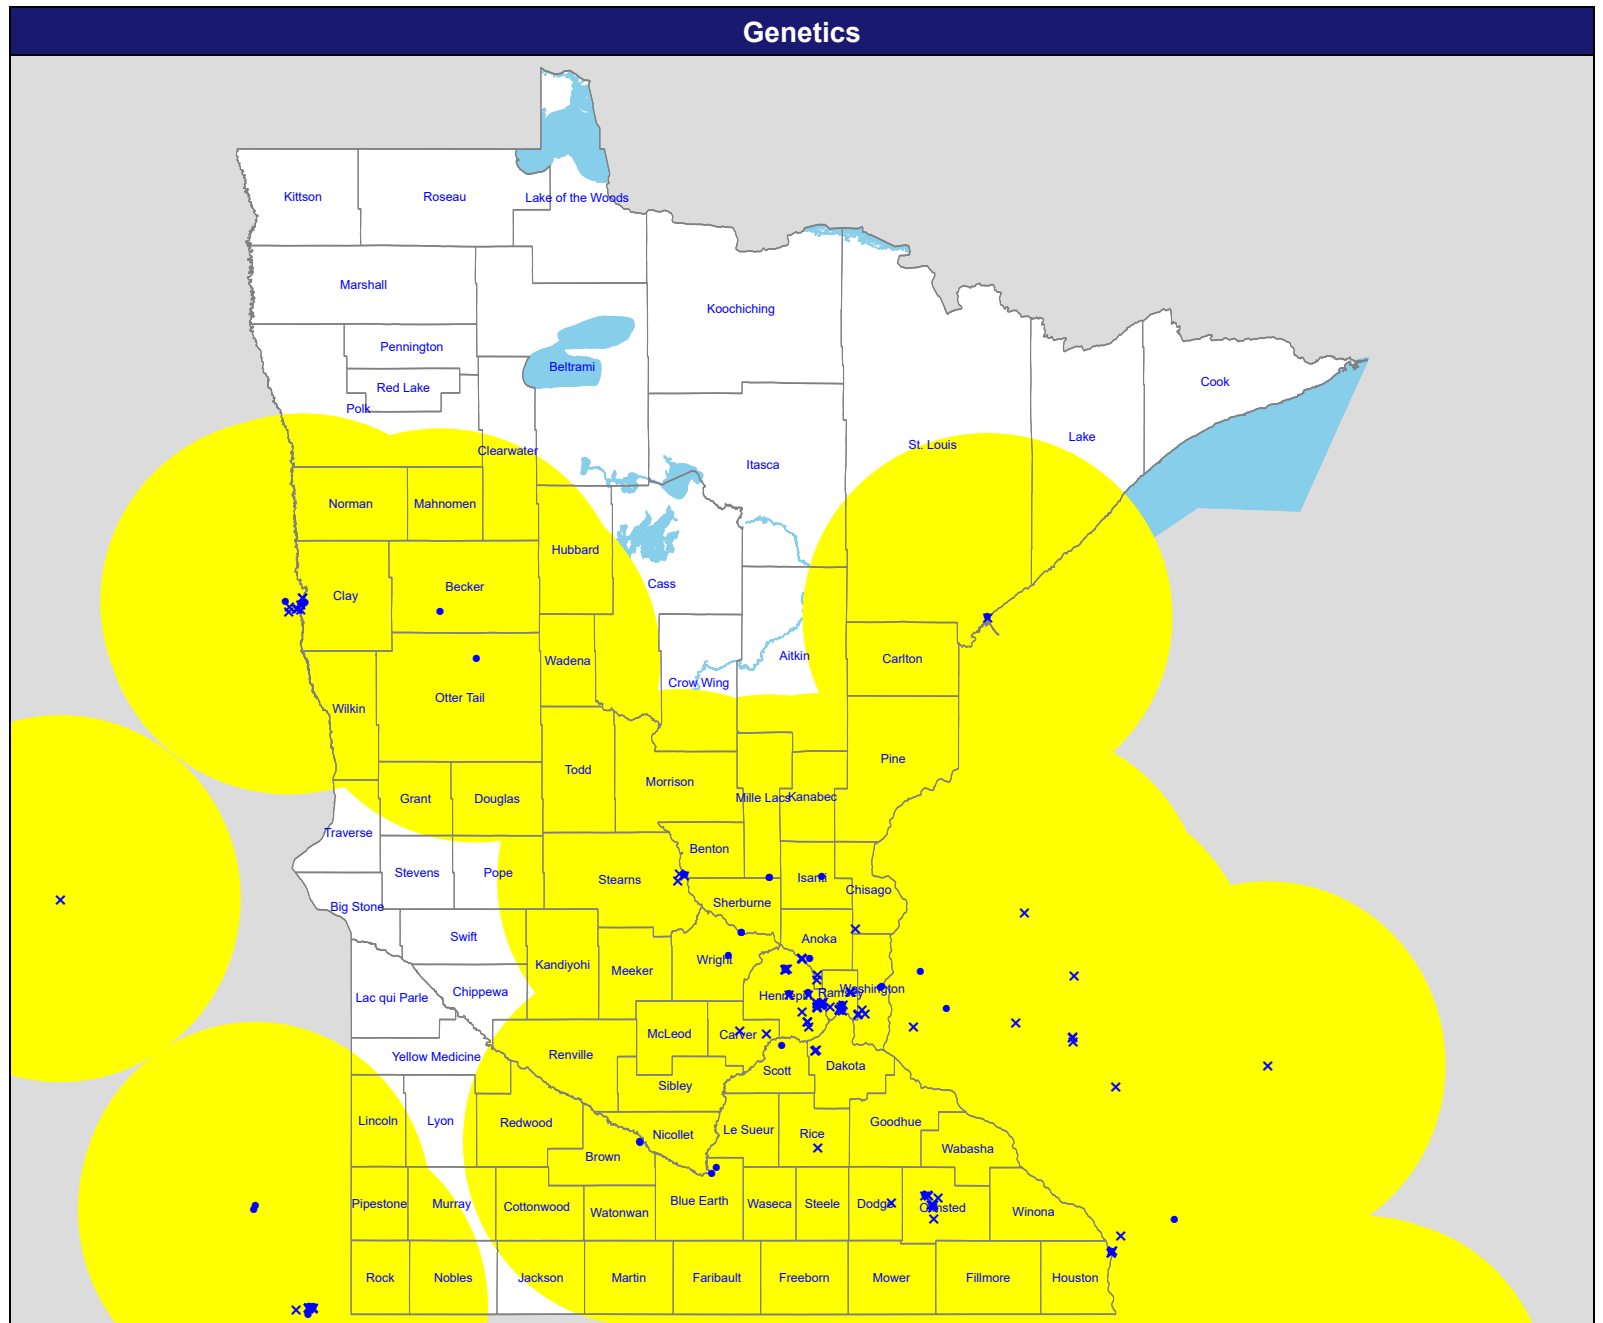 Genetics
Kittson
Roseau
Lake of the Woods
Marshall
Koochiching
Pennington
Beltrami
Red Lake
Cook
Polk
Lake
St. Louis
Clearwater
Itasca
Norman
Mahnomen
Hubbard
Cass
Becker
Clay
Aitkin
Carlton
Wadena
Crow Wing
Otter Tail
Wilkin
Pine
Todd
Morrison
Mille Lacs
Kanabec
Grant
Douglas
Traverse
Benton
Stevens
Pope
Stearns
Isanti
Chisago
Sherburne
Big Stone
Swift
Anoka
Wright
Kandiyohi
Meeker
Washington
Chippewa
Ramsey
Hennepin
Lac qui Parle
McLeod
Carver
Renville
Yellow Medicine
Dakota
Scott
Sibley
Lincoln
Lyon
Redwood
Goodhue
Le Sueur
Rice
Nicollet
Wabasha
Brown
Blue Earth
Pipestone
Murray
Cottonwood
Waseca
Steele
Dodge
Olmsted
Watonwan
Winona
Rock
Nobles
Jackson
Martin
Faribault
Freeborn
Mower
Fillmore
Houston